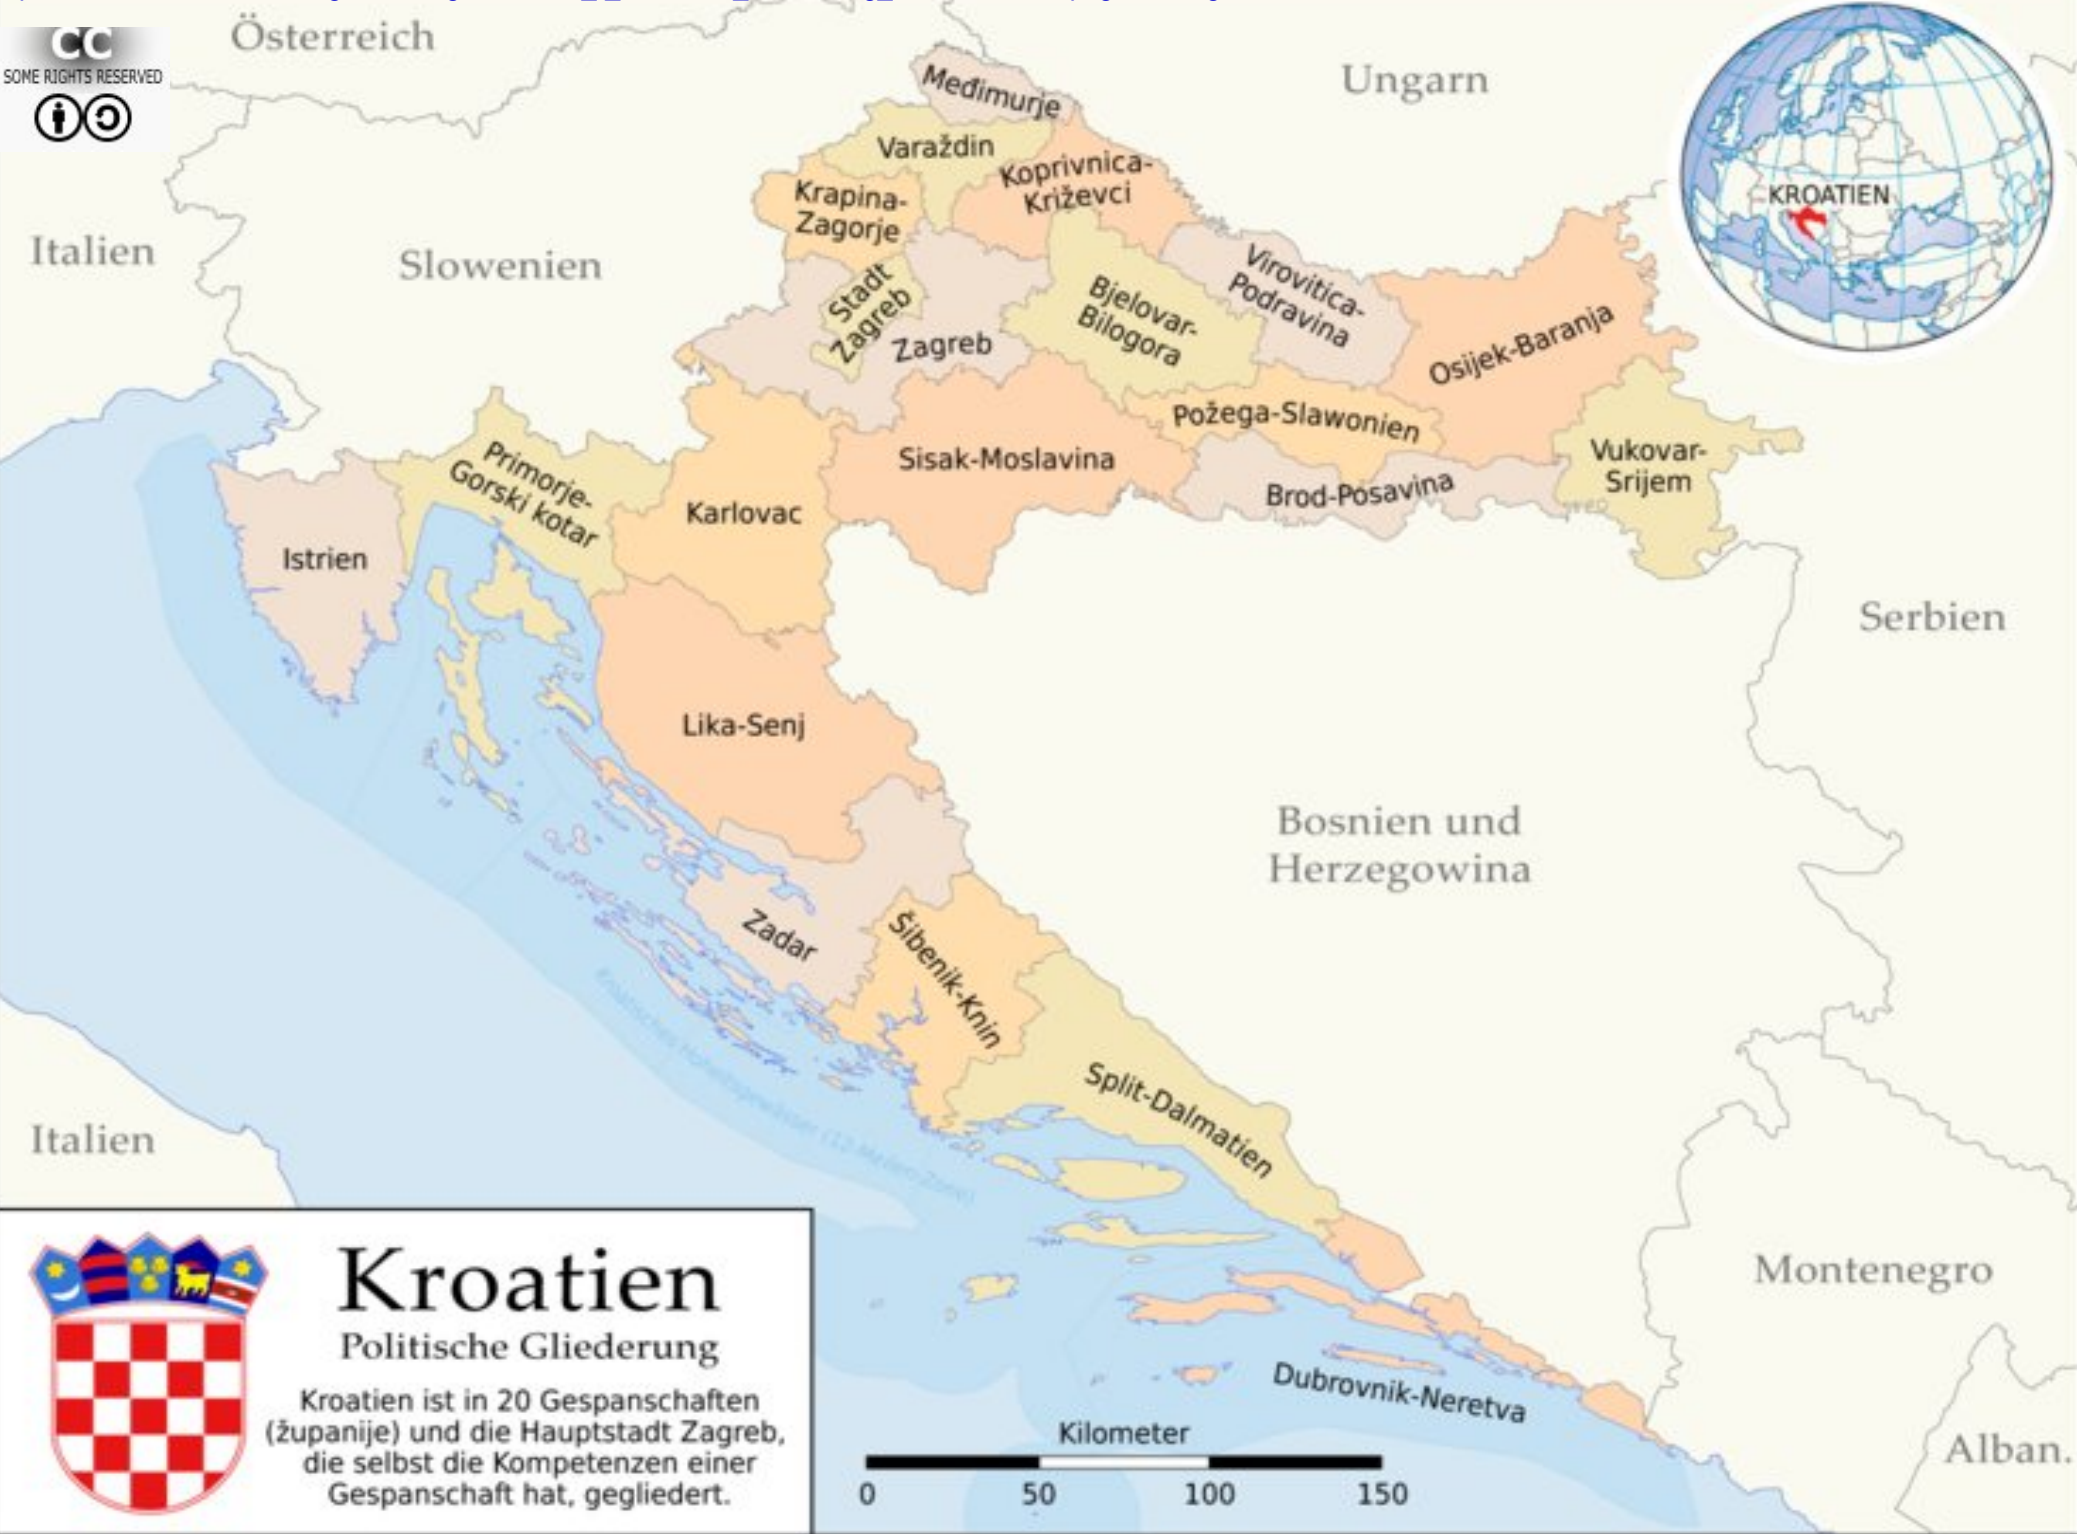 CC
SOME RIGHTS RESERVED
Österreich
Ungarn
Italien
Slowenien
KROATIEN
Međimurje
Varaždin
Koprivnica-
Križevci
Krapina-
Zagorje
Stadt
Zagreb
Zagreb
Bjelovar-
Bilogora
Virovitica-
Podravina
Osijek-Baranja
Požega-Slawonien
Vukovar-
Srijem
Brod-Posavina
Sisak-Moslavina
Karlovac
Primorje-
Gorski kotar
Istrien
Lika-Senj
Serbien
Bosnien und
Herzegowina
Zadar
Šibenik-Knin
Split-Dalmatien
Italien
Montenegro
Alban.
Dubrovnik-Neretva
Kroatien
Politische Gliederung
Kroatien ist in 20 Gespanschaften
(županije) und die Hauptstadt Zagreb,
die selbst die Kompetenzen einer
Gespanschaft hat, gegliedert.
Kilometer
0 50 100 150